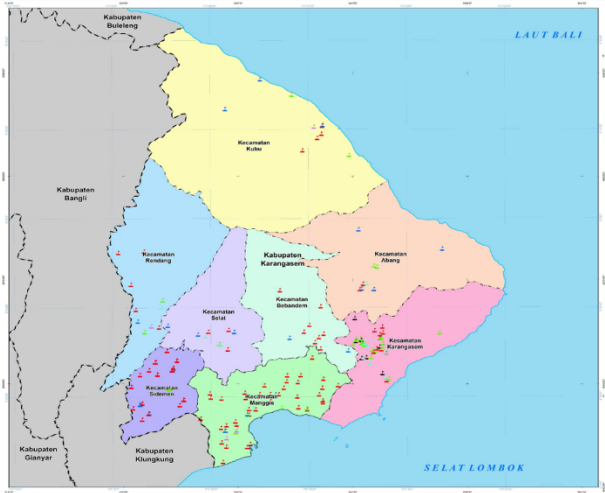 Kabupaten
Buleleng
LAUT BALI
Kecamatan
Kubu
Kabupaten
Bangli
Kecamatan
Rendang
Kabupaten
Karangasem
Kecamatan
Abang
Kecamatan
Bebandem
Kecamatan
Selat
Kecamatan
Karangasem
Kecamatan
Sidemen
Kecamatan
Manggis
Kabupaten
Gianyar
Kabupaten
Klungkung
SELAT LOMBOK